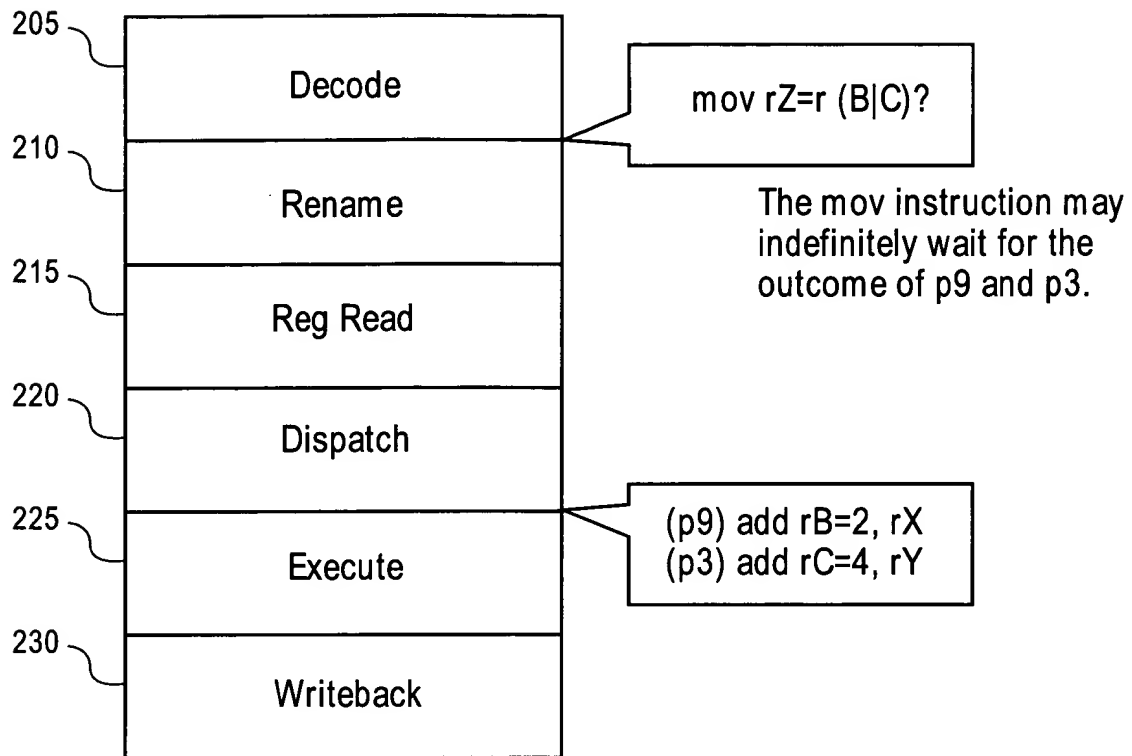 205
Decode
mov rZ=r (B|C)?
210
Rename
The mov instruction may
indefinitely wait for the
outcome of p9 and p3.
215
Reg Read
220
Dispatch
225
Execute
(p9) add rB=2, rX
(p3) add rC=4, rY
230
Writeback